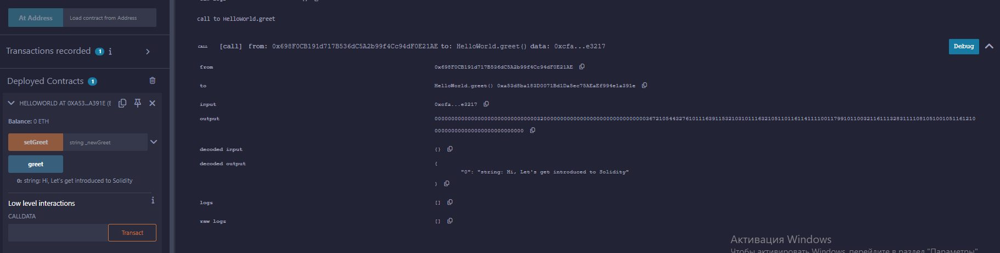 At Address
Load contract from Address
Transactions recorded 1 i
Deployed Contracts 1
HELLOWORLD AT 0XA53...A391E (E
Balance: 0 ETH
setGreet
string _newGreet
greet
0: string: Hi, Let's get introduced to Solidity
Low level interactions i
CALLDATA
Transact
call to HelloWorld.greet
CALL [call] from: 0x698F0CB191d717B536dC5A2b99f4Cc94dF0E21AE to: HelloWorld.greet() data: 0xcfa...e3217
Debug
from 0x698F0CB191d717B536dC5A2b99f4Cc94dF0E21AE
to HelloWorld.greet() 0xa53d8ba183D0071Bd1Da5ec75AEaEf994e1a391e
input 0xcfa...e3217
output
decoded input {}
decoded output {
"0": "string: Hi, Let's get introduced to Solidity"
}
logs []
raw logs []
Активация Windows
Чтобы активировать Windows, перейдите в раздел "Параметры"